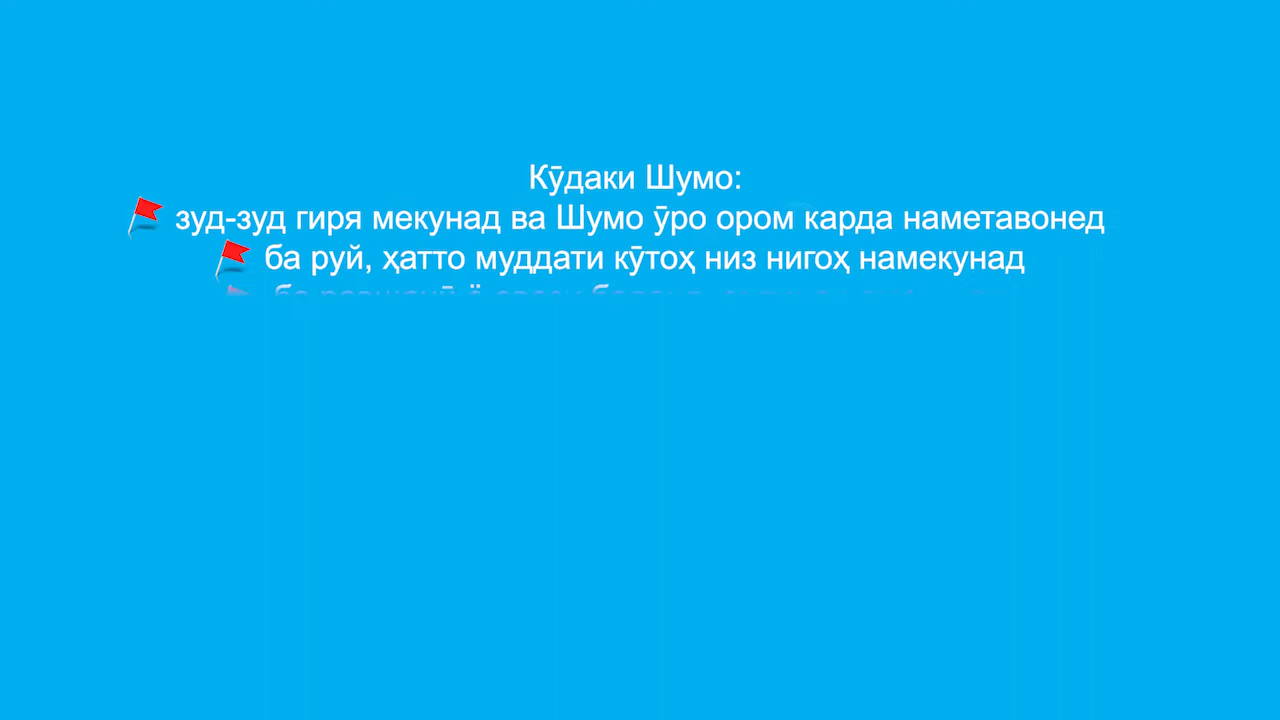 Кӯдаки Шумо:
зуд-зуд гиря мекунад ва Шумо ӯро ором карда наметавонед
ба руй, ҳатто муддати кӯтоҳ низ нигоҳ намекунад